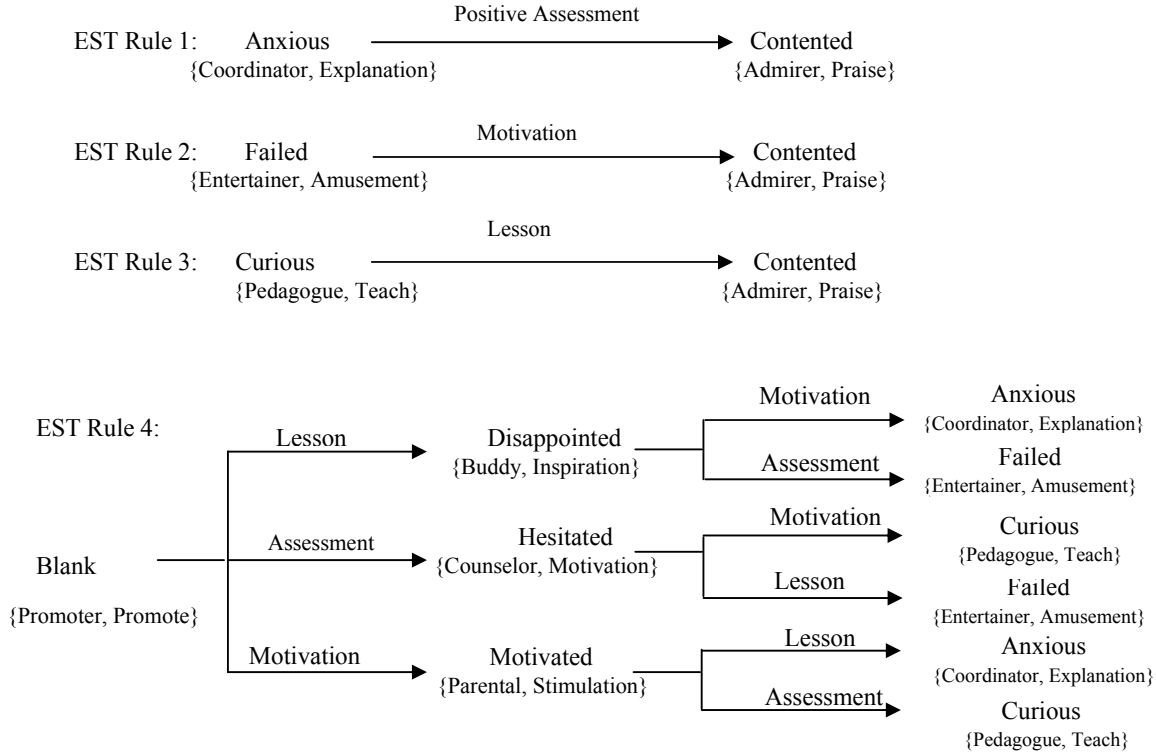 Positive Assessment
EST Rule 1: Anxious Contented
{Coordinator, Explanation} {Admirer, Praise}
Motivation
EST Rule 2: Failed Contented
{Entertainer, Amusement} {Admirer, Praise}
Lesson
EST Rule 3: Curious Contented
{Pedagogue, Teach} {Admirer, Praise}
EST Rule 4:
Blank
{Promoter, Promote}
Lesson
Disappointed
{Buddy, Inspiration}
Motivation
Anxious
{Coordinator, Explanation}
Assessment
Failed
{Entertainer, Amusement}
Assessment
Hesitated
{Counselor, Motivation}
Motivation
Curious
{Pedagogue, Teach}
Lesson
Failed
{Entertainer, Amusement}
Motivation
Motivated
{Parental, Stimulation}
Lesson
Anxious
{Coordinator, Explanation}
Assessment
Curious
{Pedagogue, Teach}